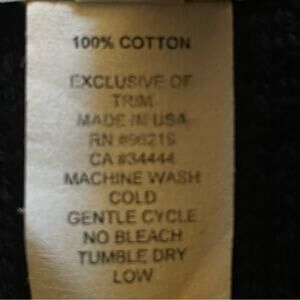 100% COTTON
EXCLUSIVE OF
TRIM
MADE IN USA
RN #96215
CA #34444
MACHINE WASH
COLD
GENTLE CYCLE
NO BLEACH
TUMBLE DRY
LOW